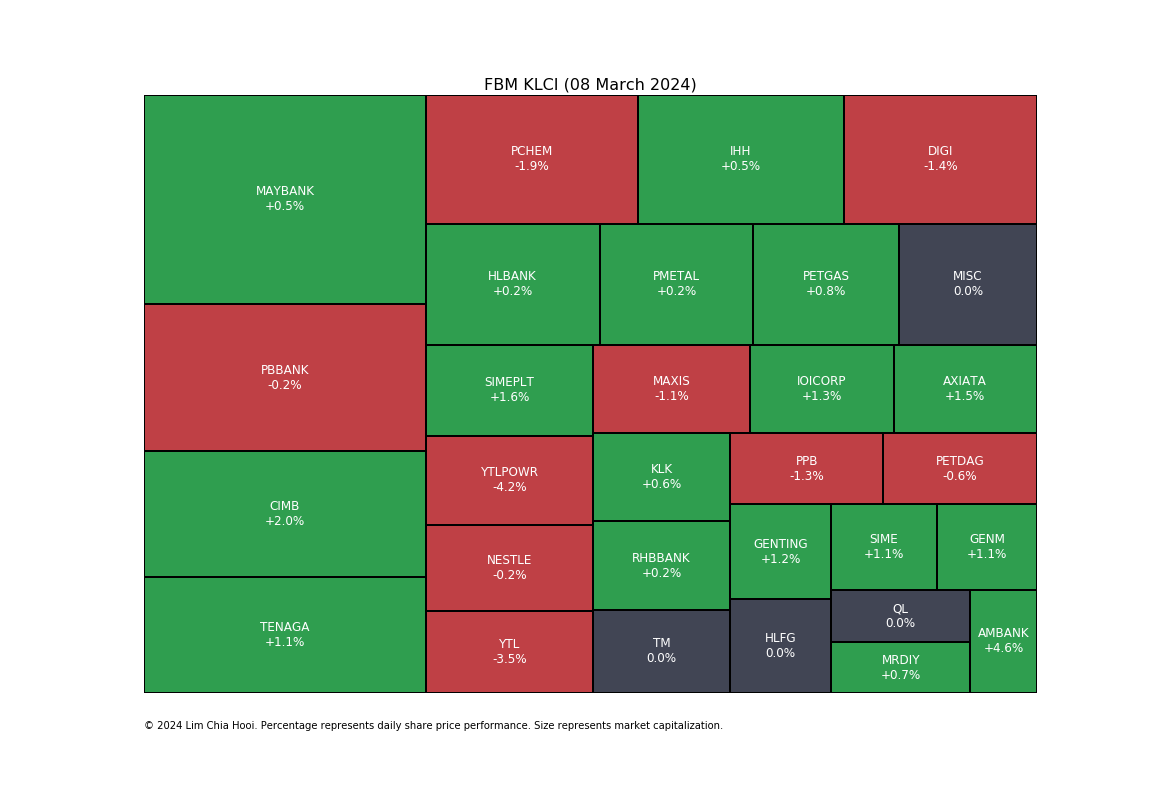 FBM KLCI (08 March 2024)
MAYBANK
+0.5%
PCHEM
-1.9%
IHH
+0.5%
DIGI
-1.4%
HLBANK
+0.2%
PMETAL
+0.2%
PETGAS
+0.8%
MISC
0.0%
PBBANK
-0.2%
SIMEPLT
+1.6%
MAXIS
-1.1%
IOICORP
+1.3%
AXIATA
+1.5%
CIMB
+2.0%
YTLPOWR
-4.2%
KLK
+0.6%
PPB
-1.3%
PETDAG
-0.6%
NESTLE
-0.2%
RHBBANK
+0.2%
GENTING
+1.2%
SIME
+1.1%
GENM
+1.1%
TENAGA
+1.1%
YTL
-3.5%
TM
0.0%
HLFG
0.0%
QL
0.0%
MRDIY
+0.7%
AMBANK
+4.6%
© 2024 Lim Chia Hooi. Percentage represents daily share price performance. Size represents market capitalization.